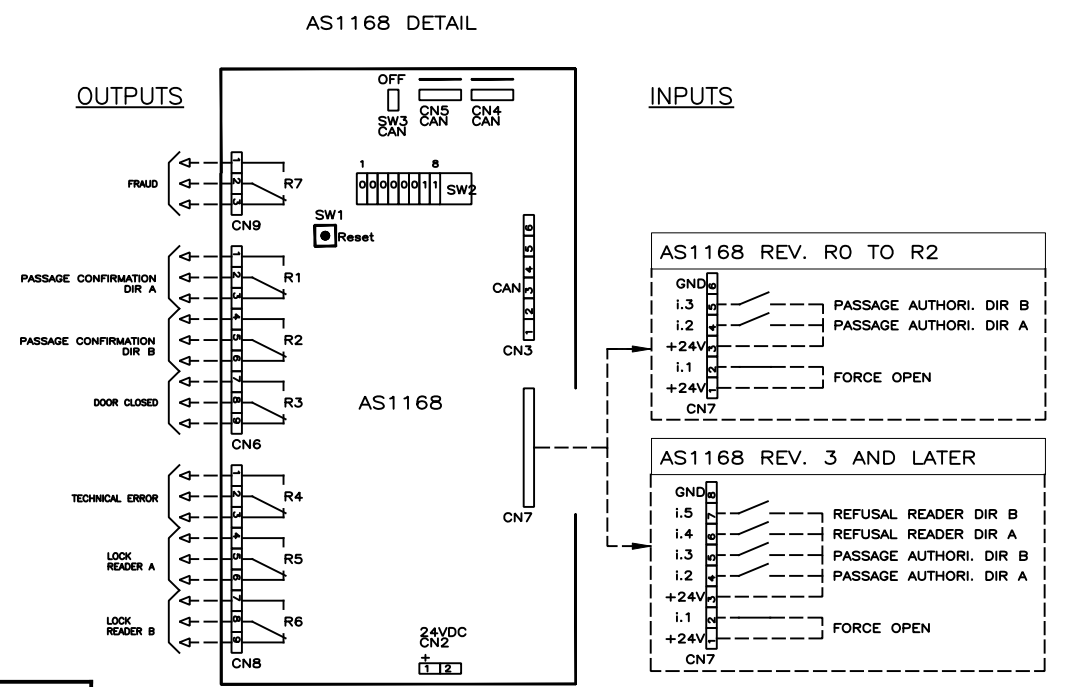 AS1168 DETAIL
OUTPUTS
INPUTS
OFF
SW3
CAN
CN5
CAN
CN4
CAN
1 8
0 0 0 0 0 0 1 1 SW2
SW1
Reset
FRAUD
1
2
3
R7
CN9
PASSAGE CONFIRMATION
DIR A
1
2
3
R1
PASSAGE CONFIRMATION
DIR B
4
5
6
R2
DOOR CLOSED
7
8
9
R3
CN6
TECHNICAL ERROR
1
2
3
R4
LOCK
READER A
4
5
6
R5
LOCK
READER B
7
8
9
R6
CN8
AS1168
CAN
6
5
4
3
2
1
CN3
CN7
24VDC
CN2
+
1 2
AS1168 REV. R0 TO R2
GND 6
i.3 5 PASSAGE AUTHORI. DIR B
i.2 4 PASSAGE AUTHORI. DIR A
+24V 3
i.1 2
FORCE OPEN
+24V 1
CN7
AS1168 REV. 3 AND LATER
GND 8
i.5 7 REFUSAL READER DIR B
i.4 6 REFUSAL READER DIR A
i.3 5 PASSAGE AUTHORI. DIR B
i.2 4 PASSAGE AUTHORI. DIR A
+24V 3
i.1 2
FORCE OPEN
+24V 1
CN7